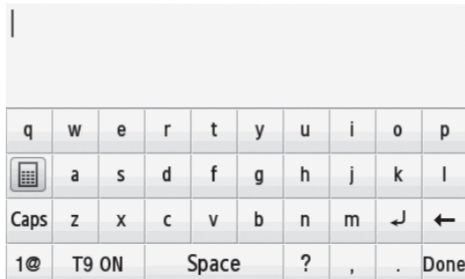 q w e r t y u i o p
a s d f g h j k l
Caps z x c v b n m
1@ T9 ON Space ? , . Done